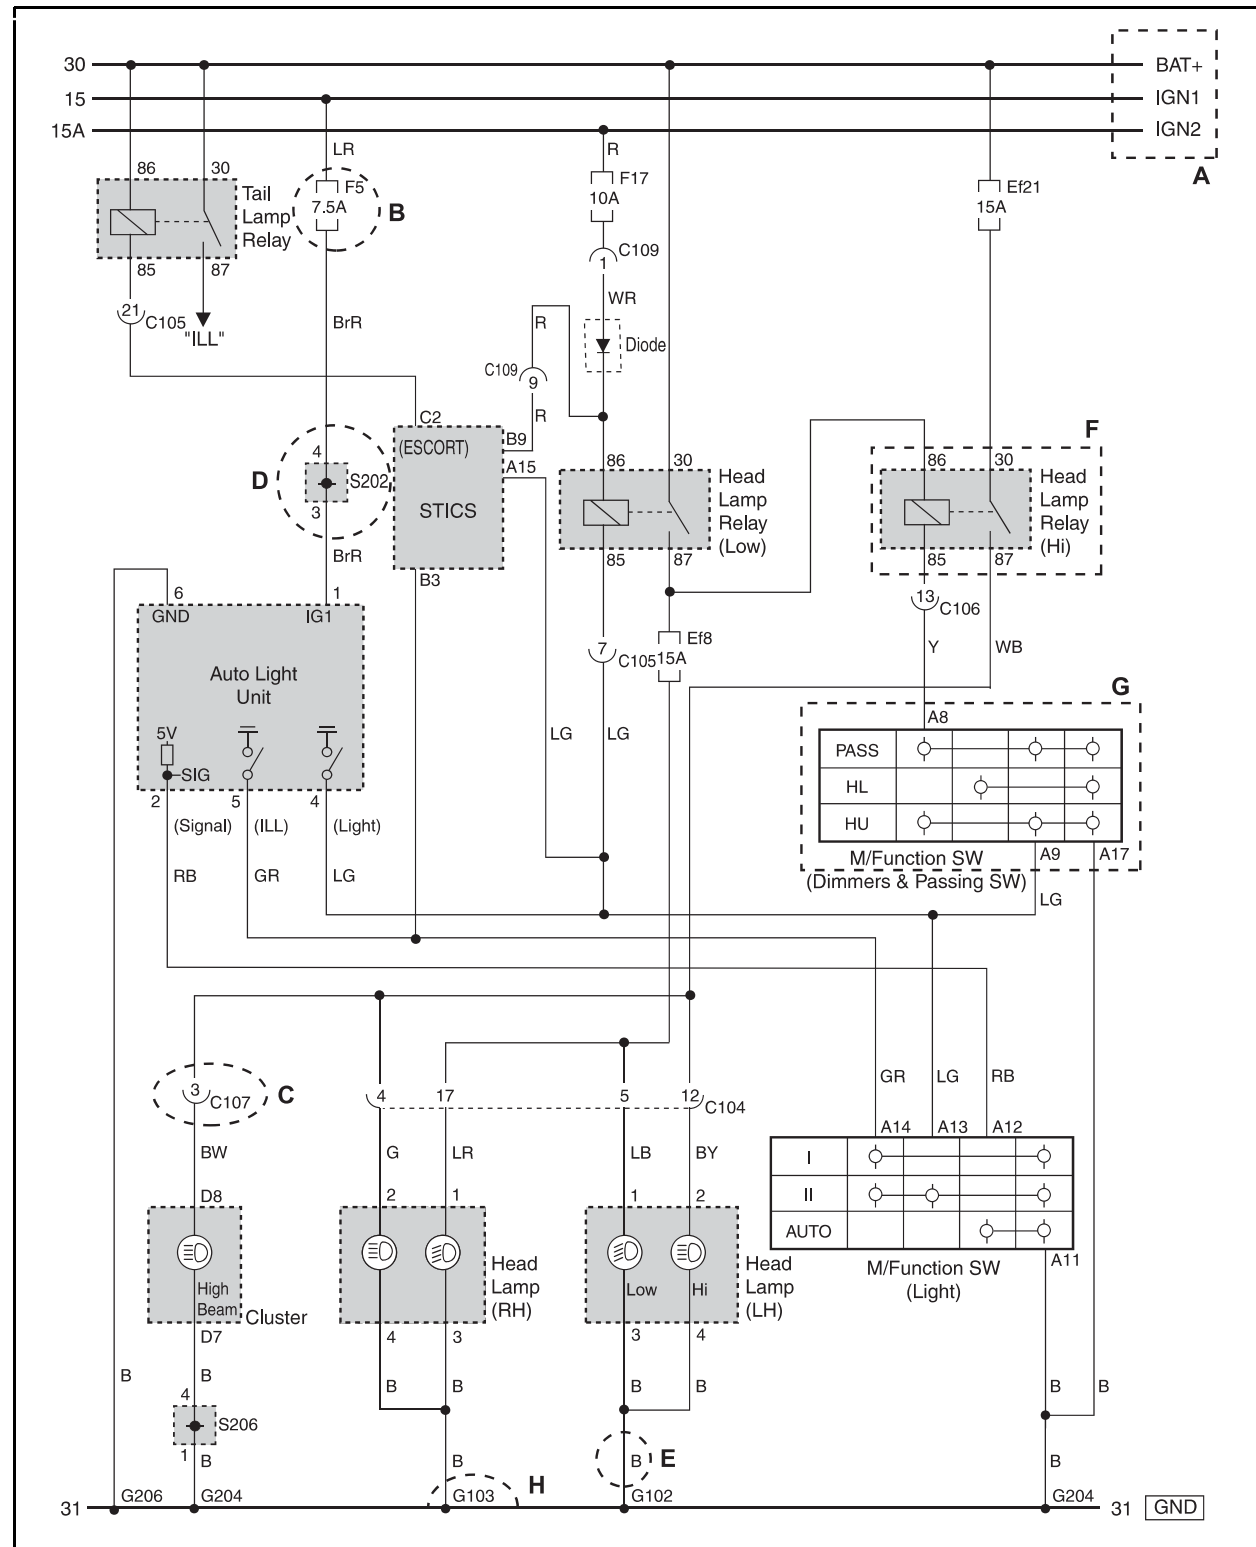 30
BAT+
15
IGN1
15A
IGN2
A
LR
R
86
30
F5
7.5A
B
F17
10A
Ef21
15A
Tail
Lamp
Relay
85
87
C109
1
21
C105
"ILL"
BrR
R
WR
Diode
C109
9
R
C2
(ESCORT)
B9
A15
STICS
B3
F
4
D
S202
3
BrR
86
30
Head
Lamp
Relay
(Low)
85
87
86
30
Head
Lamp
Relay
(Hi)
85
87
6
1
GND
IG1
Auto Light
Unit
5V
SIG
2
5
4
(Signal)
(ILL)
(Light)
RB
GR
LG
7
C105
Ef8
15A
13
C106
Y
WB
G
LG
LG
A8
PASS
HL
HU
M/Function SW
(Dimmers & Passing SW)
A9
A17
LG
3
C107
C
4
17
5
12
C104
GR
LG
RB
A14
A13
A12
BW
G
LR
LB
BY
I
II
AUTO
D8
2
1
1
2
A11
M/Function SW
(Light)
High
Beam
Cluster
Head
Lamp
(RH)
Low
Hi
Head
Lamp
(LH)
D7
4
3
3
4
B
B
B
B
B
B
B
B
4
S206
1
B
B
B
E
B
G206
G204
G103
H
G102
G204
31
31
GND